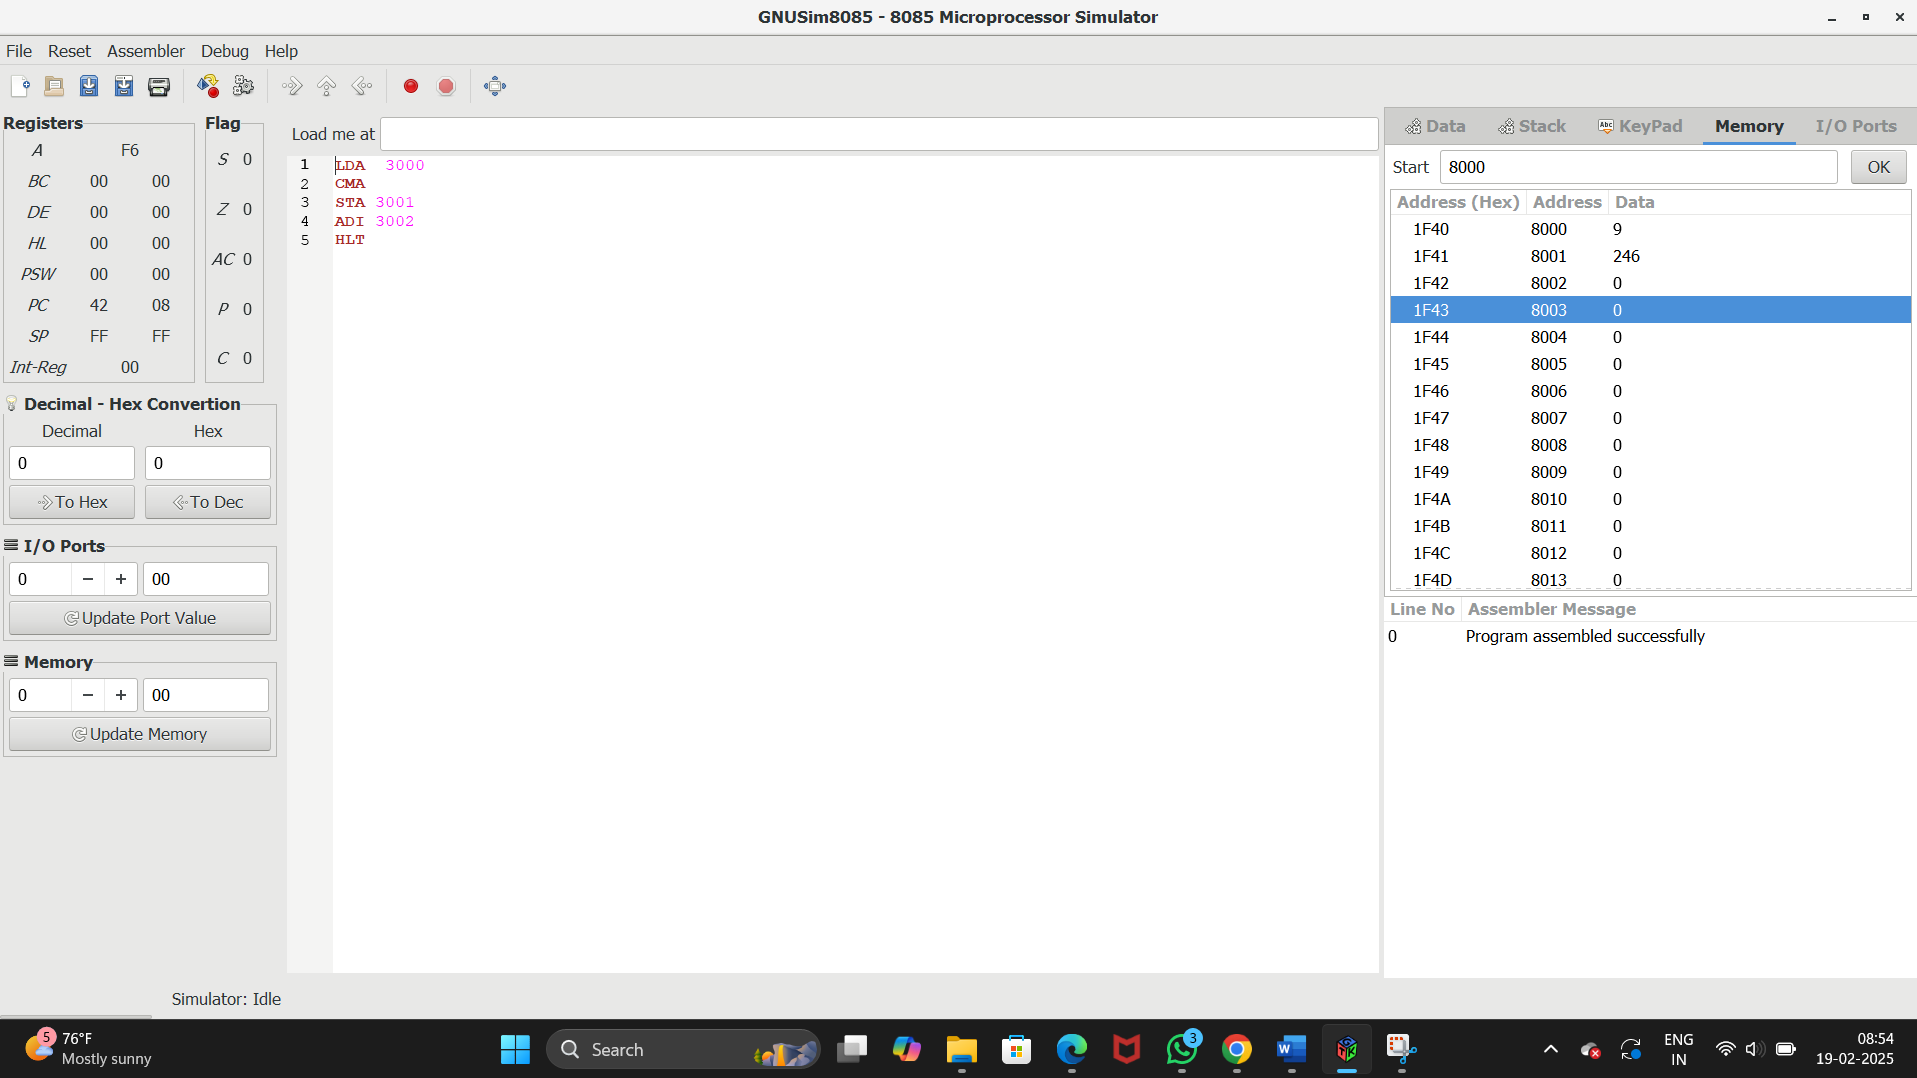 GNUSim8085 - 8085 Microprocessor Simulator
File Reset Assembler Debug Help
Registers
A F6
BC 00 00
DE 00 00
HL 00 00
PSW 00 00
PC 42 08
SP FF FF
Int-Reg 00
Flag
S 0
Z 0
AC 0
P 0
C 0
Decimal - Hex Convertion
Decimal Hex
0 0
To Hex To Dec
I/O Ports
0 − + 00
Update Port Value
Memory
0 − + 00
Update Memory
Load me at
1 LDA 3000
2 CMA
3 STA 3001
4 ADI 3002
5 HLT
Data Stack Abc KeyPad Memory I/O Ports
Start 8000 OK
Address (Hex) Address Data
1F40 8000 9
1F41 8001 246
1F42 8002 0
1F43 8003 0
1F44 8004 0
1F45 8005 0
1F46 8006 0
1F47 8007 0
1F48 8008 0
1F49 8009 0
1F4A 8010 0
1F4B 8011 0
1F4C 8012 0
1F4D 8013 0
Line No Assembler Message
0 Program assembled successfully
Simulator: Idle
5 76°F
Mostly sunny
Search
3
W
ENG
IN
08:54
19-02-2025